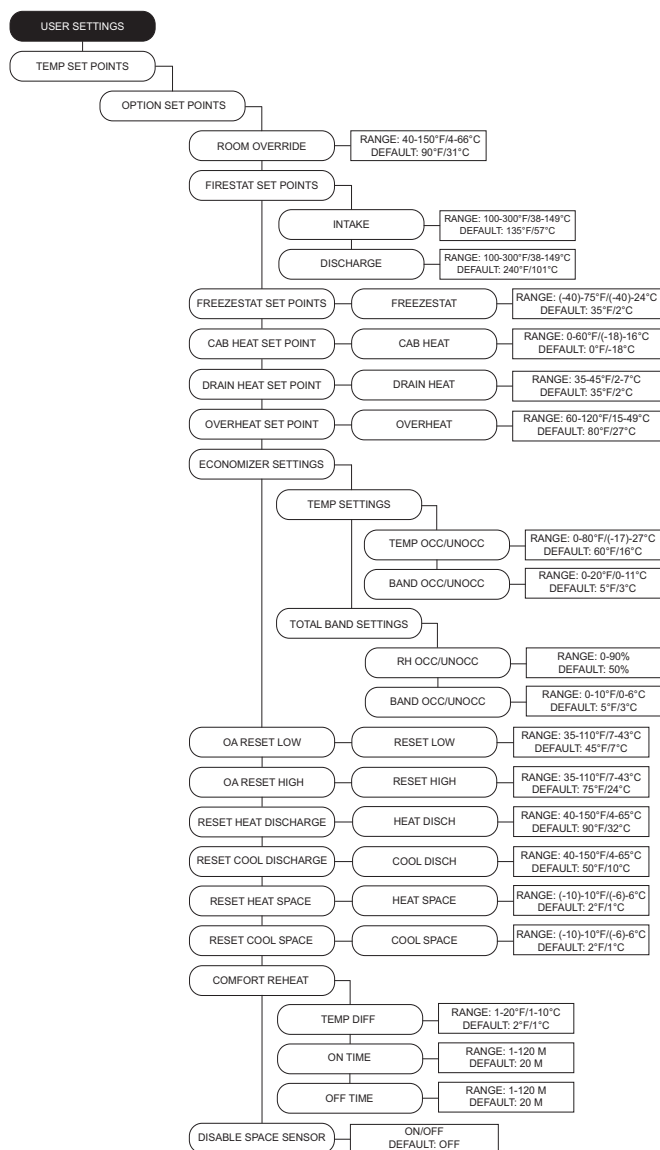 USER SETTINGS
TEMP SET POINTS
OPTION SET POINTS
ROOM OVERRIDE
RANGE: 40-150°F/4-66°C
DEFAULT: 90°F/31°C
FIRESTAT SET POINTS
INTAKE
RANGE: 100-300°F/38-149°C
DEFAULT: 135°F/57°C
DISCHARGE
RANGE: 100-300°F/38-149°C
DEFAULT: 240°F/101°C
FREEZESTAT SET POINTS
FREEZESTAT
RANGE: (-40)-75°F/(-40)-24°C
DEFAULT: 35°F/2°C
CAB HEAT SET POINT
CAB HEAT
RANGE: 0-60°F/(-18)-16°C
DEFAULT: 0°F/-18°C
DRAIN HEAT SET POINT
DRAIN HEAT
RANGE: 35-45°F/2-7°C
DEFAULT: 35°F/2°C
OVERHEAT SET POINT
OVERHEAT
RANGE: 60-120°F/15-49°C
DEFAULT: 80°F/27°C
ECONOMIZER SETTINGS
TEMP SETTINGS
TEMP OCC/UNOCC
RANGE: 0-80°F/(-17)-27°C
DEFAULT: 60°F/16°C
BAND OCC/UNOCC
RANGE: 0-20°F/0-11°C
DEFAULT: 5°F/3°C
TOTAL BAND SETTINGS
RH OCC/UNOCC
RANGE: 0-90%
DEFAULT: 50%
BAND OCC/UNOCC
RANGE: 0-10°F/0-6°C
DEFAULT: 5°F/3°C
OA RESET LOW
RESET LOW
RANGE: 35-110°F/7-43°C
DEFAULT: 45°F/7°C
OA RESET HIGH
RESET HIGH
RANGE: 35-110°F/7-43°C
DEFAULT: 75°F/24°C
RESET HEAT DISCHARGE
HEAT DISCH
RANGE: 40-150°F/4-65°C
DEFAULT: 90°F/32°C
RESET COOL DISCHARGE
COOL DISCH
RANGE: 40-150°F/4-65°C
DEFAULT: 50°F/10°C
RESET HEAT SPACE
HEAT SPACE
RANGE: (-10)-10°F/(-6)-6°C
DEFAULT: 2°F/1°C
RESET COOL SPACE
COOL SPACE
RANGE: (-10)-10°F/(-6)-6°C
DEFAULT: 2°F/1°C
COMFORT REHEAT
TEMP DIFF
RANGE: 1-20°F/1-10°C
DEFAULT: 2°F/1°C
ON TIME
RANGE: 1-120 M
DEFAULT: 20 M
OFF TIME
RANGE: 1-120 M
DEFAULT: 20 M
DISABLE SPACE SENSOR
ON/OFF
DEFAULT: OFF